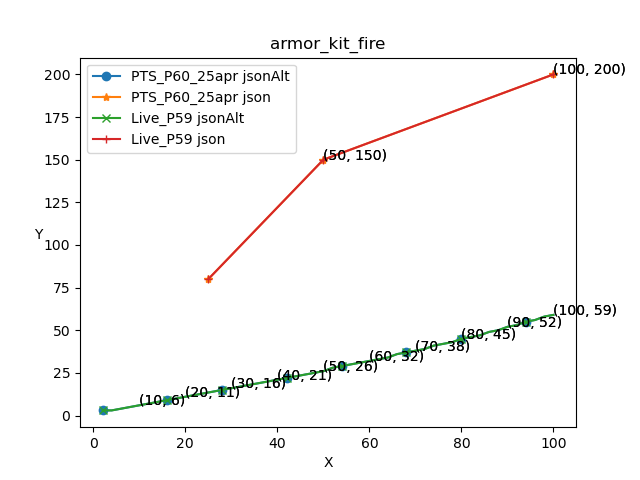 armor_kit_fire
PTS_P60_25apr jsonAlt
PTS_P60_25apr json
Live_P59 jsonAlt
Live_P59 json
200
175
150
125
100
75
50
25
0
Y
(100, 200)
(50, 150)
(100, 59)
(90, 52)
(80, 45)
(70, 38)
(60, 32)
(50, 26)
(40, 21)
(30, 16)
(20, 11)
(10, 6)
0 20 40 60 80 100
X